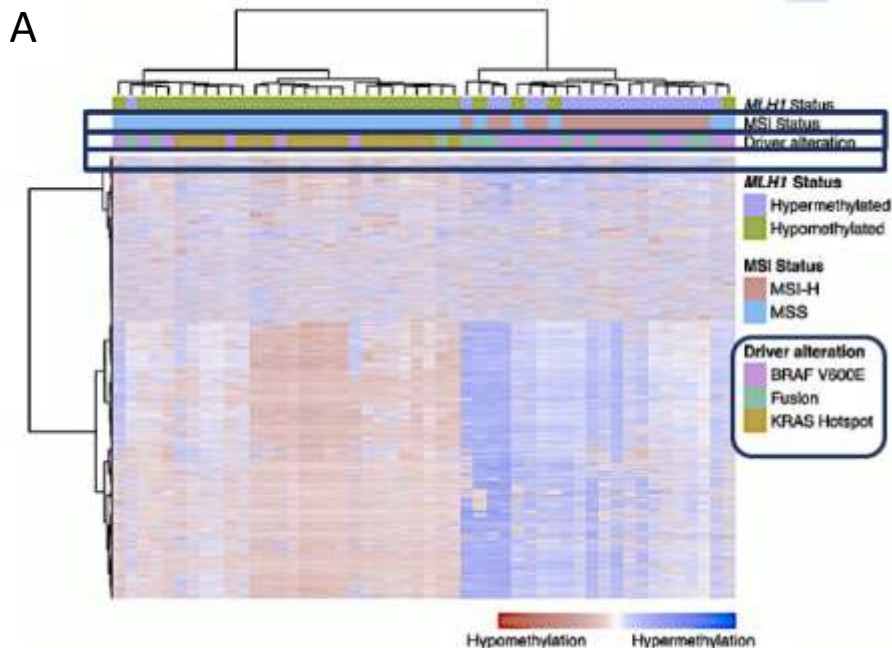 A
MLH1 Status
MSI Status
Driver alteration
MLH1 Status
Hypermethylated
Hypomethylated
MSI Status
MSI-H
MSS
Driver alteration
BRAF V600E
Fusion
KRAS Hotspot
Hypomethylation Hypermethylation